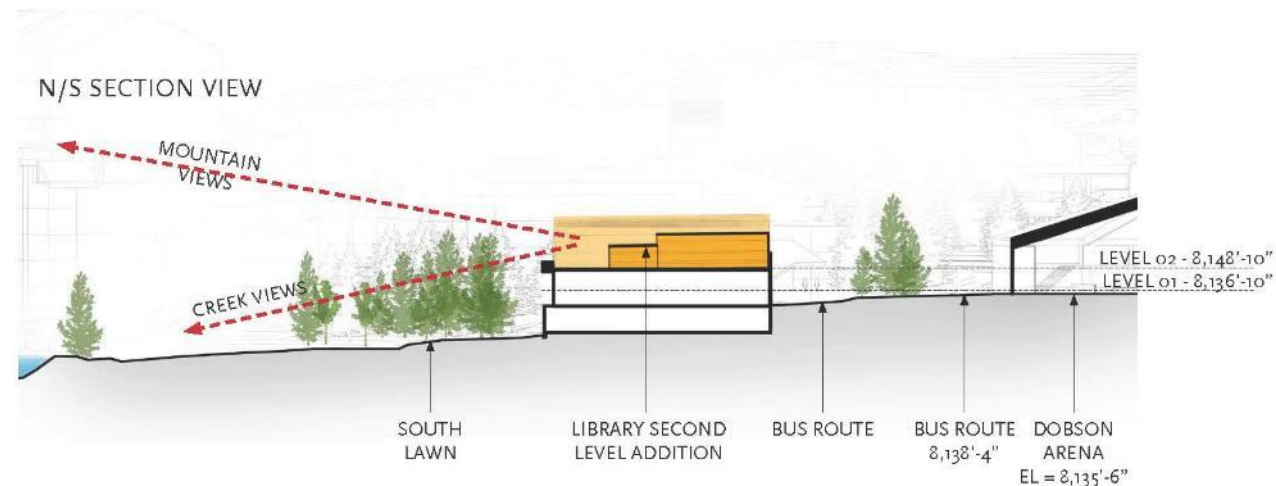 N/S SECTION VIEW
MOUNTAIN
VIEWS
CREEK VIEWS
LEVEL 02 - 8,148'-10"
LEVEL 01 - 8,136'-10"
SOUTH
LAWN
LIBRARY SECOND
LEVEL ADDITION
BUS ROUTE
BUS ROUTE
8,138'-4"
DOBSON
ARENA
EL = 8,135'-6"